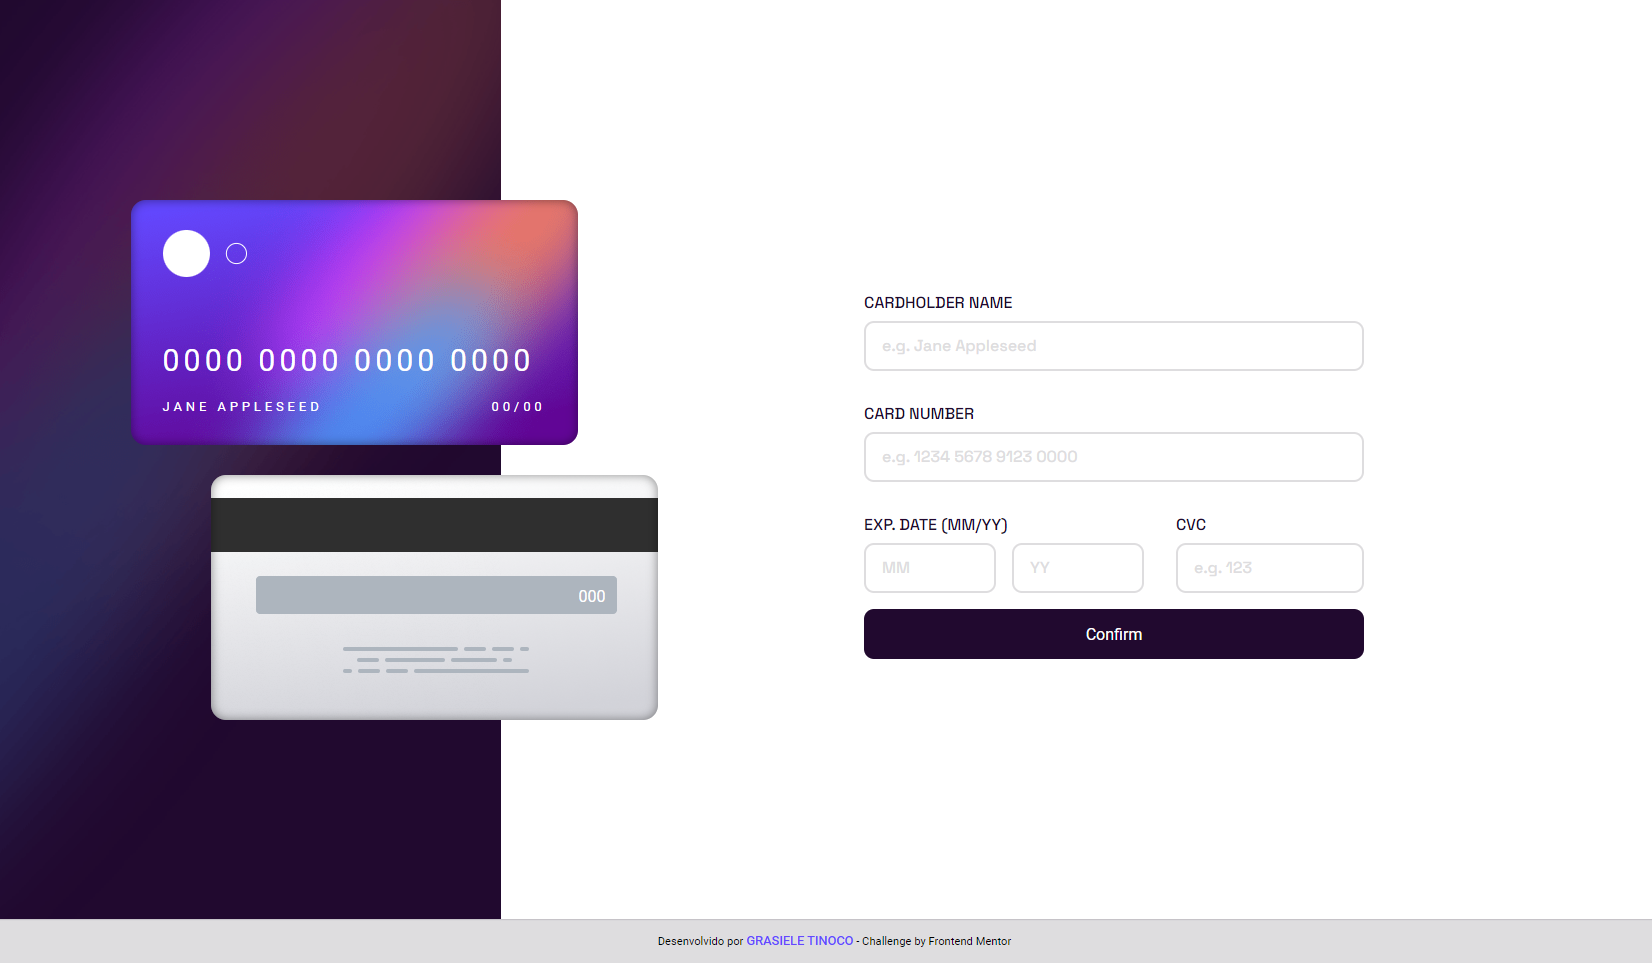 0000 0000 0000 0000
JANE APPLESEED 00/00
000
CARDHOLDER NAME
e.g. Jane Appleseed
CARD NUMBER
e.g. 1234 5678 9123 0000
EXP. DATE (MM/YY) CVC
MM YY e.g. 123
Confirm
Desenvolvido por GRASIELE TINOCO - Challenge by Frontend Mentor